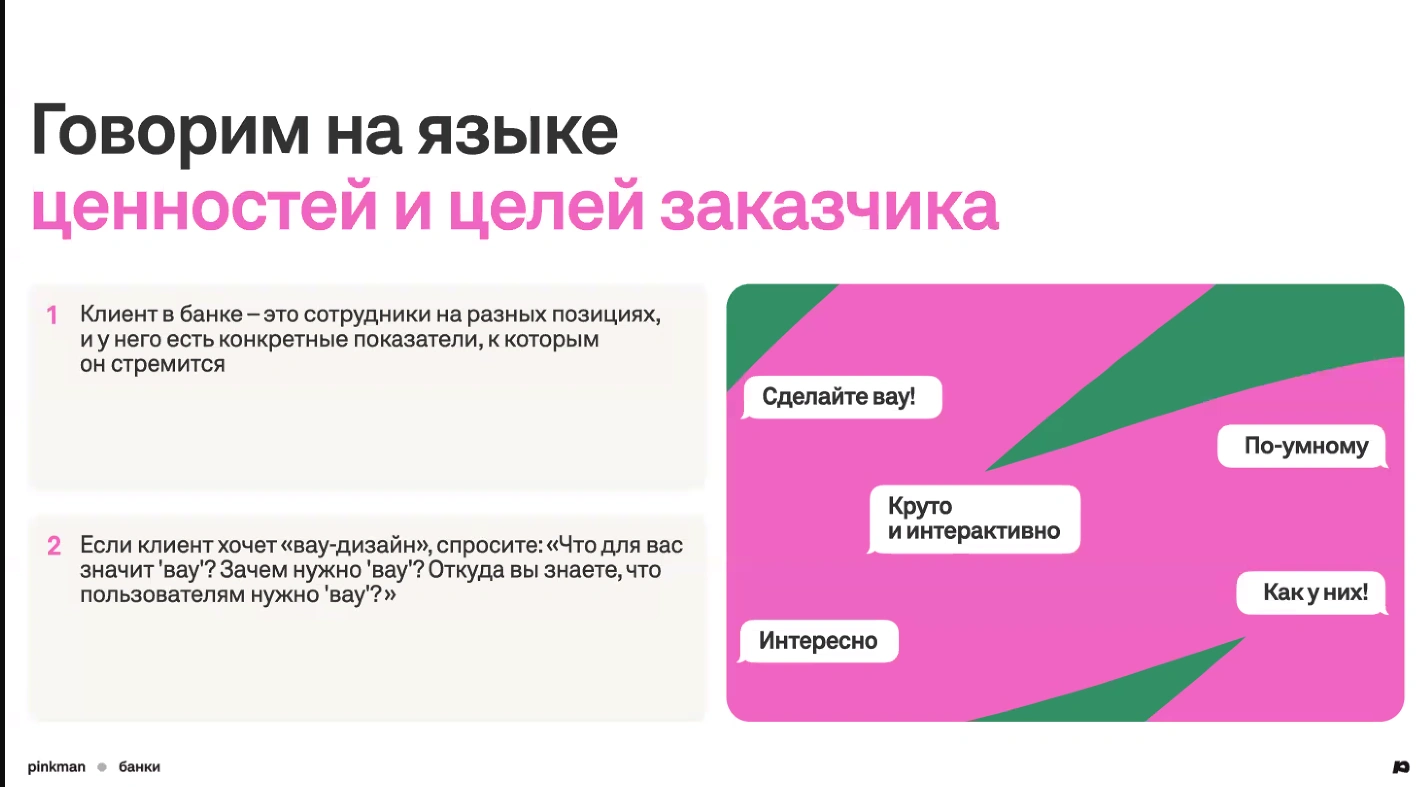 Говорим на языке
ценностей и целей заказчика
1 Клиент в банке – это сотрудники на разных позициях,
и у него есть конкретные показатели, к которым
он стремится
2 Если клиент хочет «вау-дизайн», спросите: «Что для вас
значит 'вау'? Зачем нужно 'вау'? Откуда вы знаете, что
пользователям нужно 'вау'?»
Сделайте вау!
По-умному
Круто
и интерактивно
Как у них!
Интересно
pinkman банки